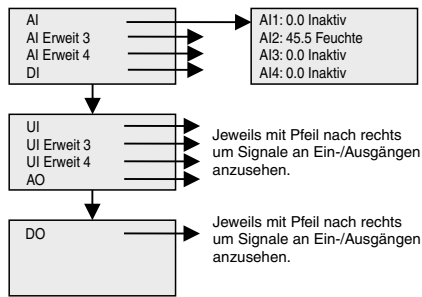 AI
AI Erweit 3
AI Erweit 4
DI
AI1: 0.0 Inaktiv
AI2: 45.5 Feuchte
AI3: 0.0 Inaktiv
AI4: 0.0 Inaktiv
UI
UI Erweit 3
UI Erweit 4
AO
Jeweils mit Pfeil nach rechts
um Signale an Ein-/Ausgängen
anzusehen.
DO
Jeweils mit Pfeil nach rechts
um Signale an Ein-/Ausgängen
anzusehen.